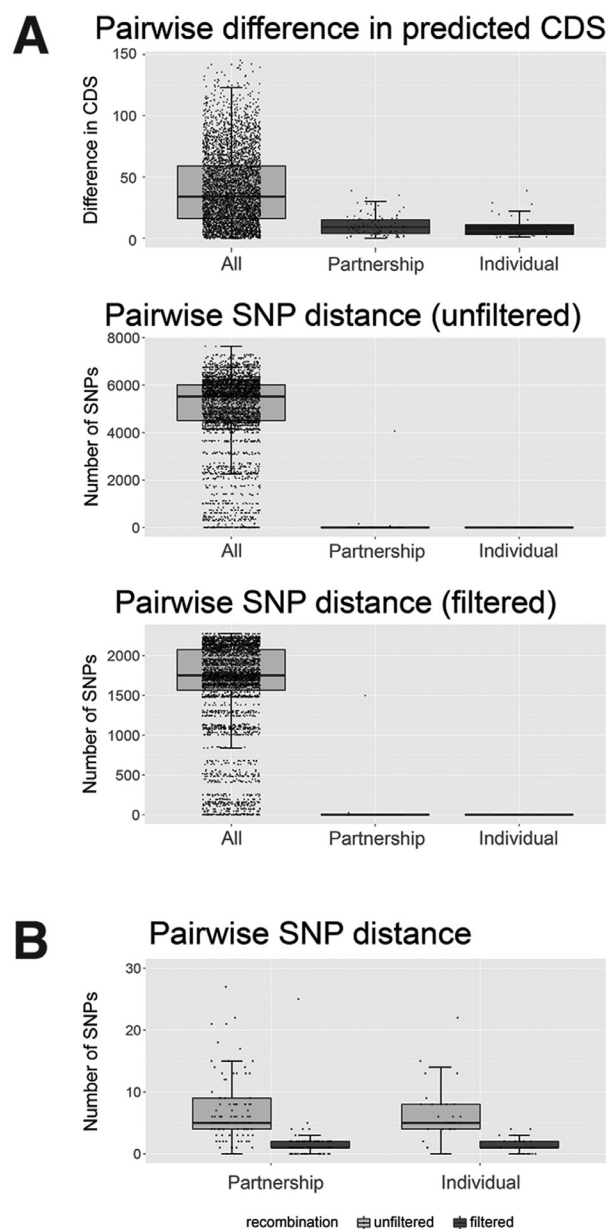 A
Pairwise difference in predicted CDS
Difference in CDS
150
100
50
0
All Partnership Individual
Pairwise SNP distance (unfiltered)
Number of SNPs
8000
6000
4000
2000
0
All Partnership Individual
Pairwise SNP distance (filtered)
Number of SNPs
2000
1500
1000
500
0
All Partnership Individual
B
Pairwise SNP distance
Number of SNPs
30
20
10
0
Partnership Individual
recombination unfiltered filtered